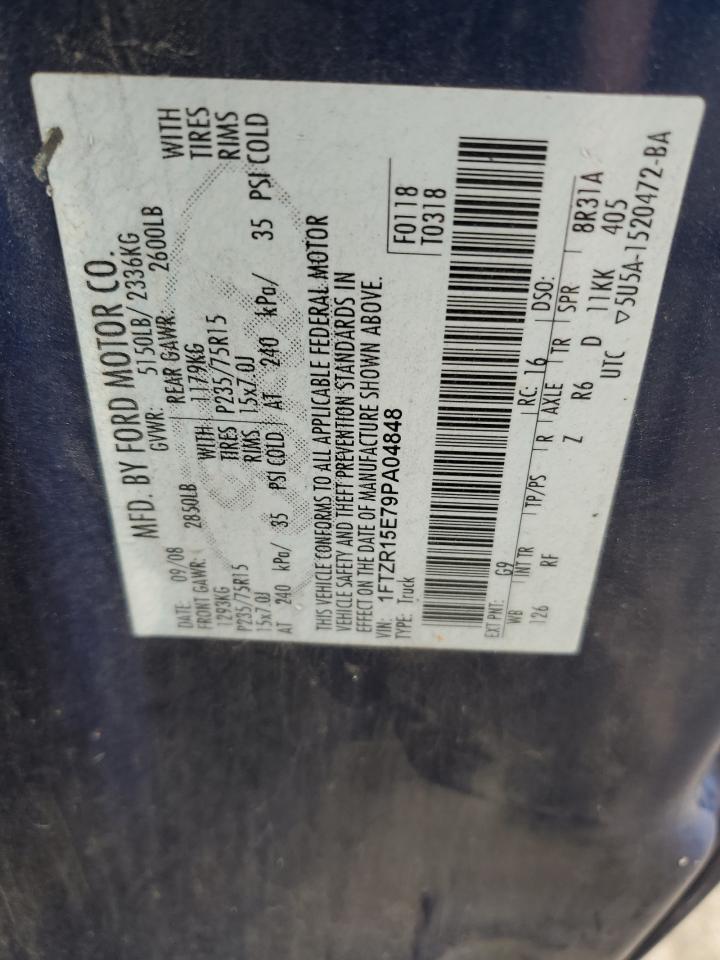 MFD. BY FORD MOTOR CO.
DATE: 09/08 GVWR: 5150LB/ 2336KG
FRONT GAWR: 2850LB REAR GAWR: 2600LB
1293KG WITH 1179KG WITH
P235/75R15 TIRES P235/75R15 TIRES
15x7.0J RIMS 15x7.0J RIMS
AT 240 kPa/ 35 PSI COLD AT 240 kPa/ 35 PSI COLD
THIS VEHICLE CONFORMS TO ALL APPLICABLE FEDERAL MOTOR
VEHICLE SAFETY AND THEFT PREVENTION STANDARDS IN
EFFECT ON THE DATE OF MANUFACTURE SHOWN ABOVE.
VIN: 1FTZR15E79PA04848 F0118
TYPE: Truck T0318
EXT PNT: G9 RC: 16 DSO:
WB INT TR TP/PS R AXLE TR SPR 8R31A
126 RF Z R6 D 11KK 405
UTC ▽5U5A-1520472-BA